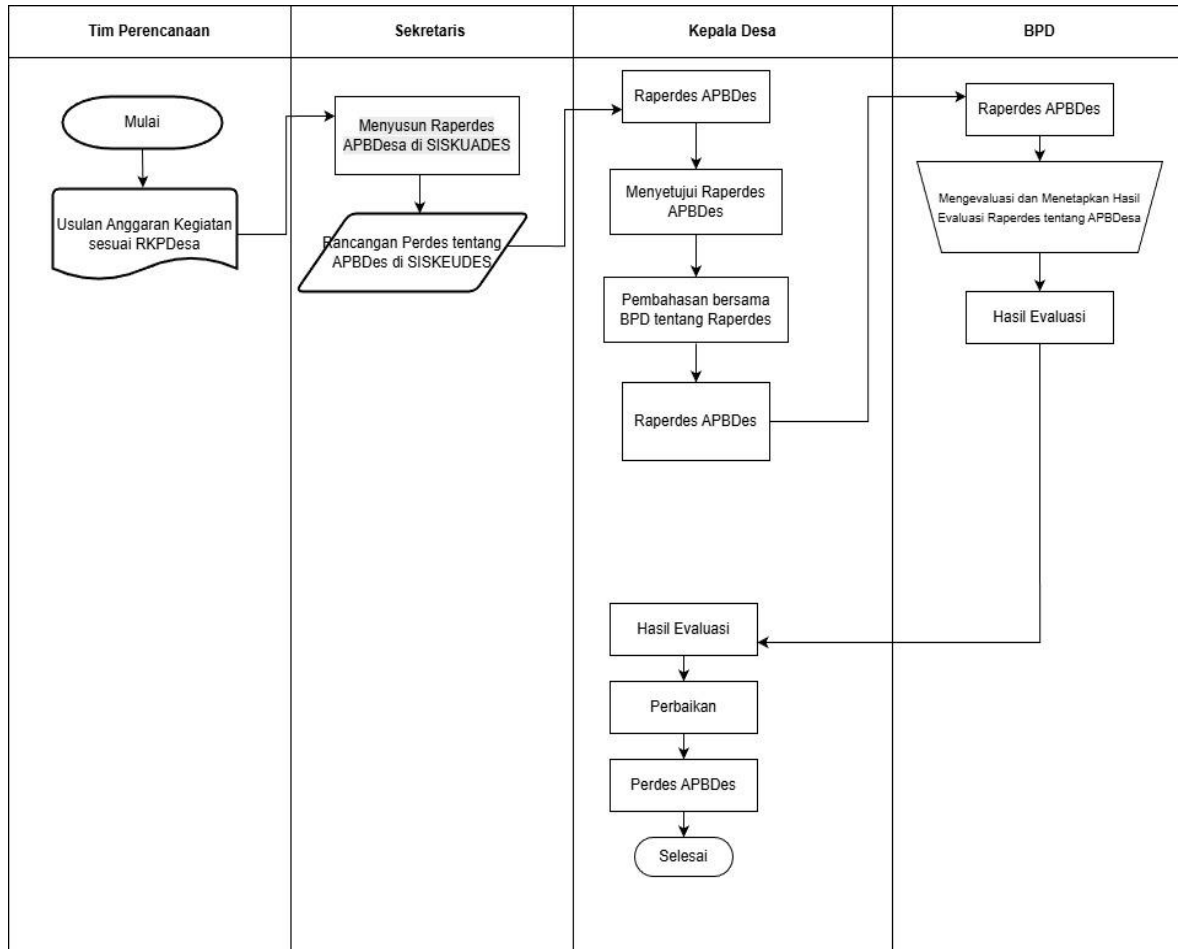 Tim Perencanaan
Sekretaris
Kepala Desa
BPD
Mulai
Usulan Anggaran Kegiatan
sesuai RKPDesa
Menyusun Raperdes
APBDesa di SISKUADES
Rancangan Perdes tentang
APBDes di SISKEUDES
Raperdes APBDes
Menyetujui Raperdes
APBDes
Pembahasan bersama
BPD tentang Raperdes
Raperdes APBDes
Raperdes APBDes
Mengevaluasi dan Menetapkan Hasil
Evaluasi Raperdes tentang APBDesa
Hasil Evaluasi
Hasil Evaluasi
Perbaikan
Perdes APBDes
Selesai